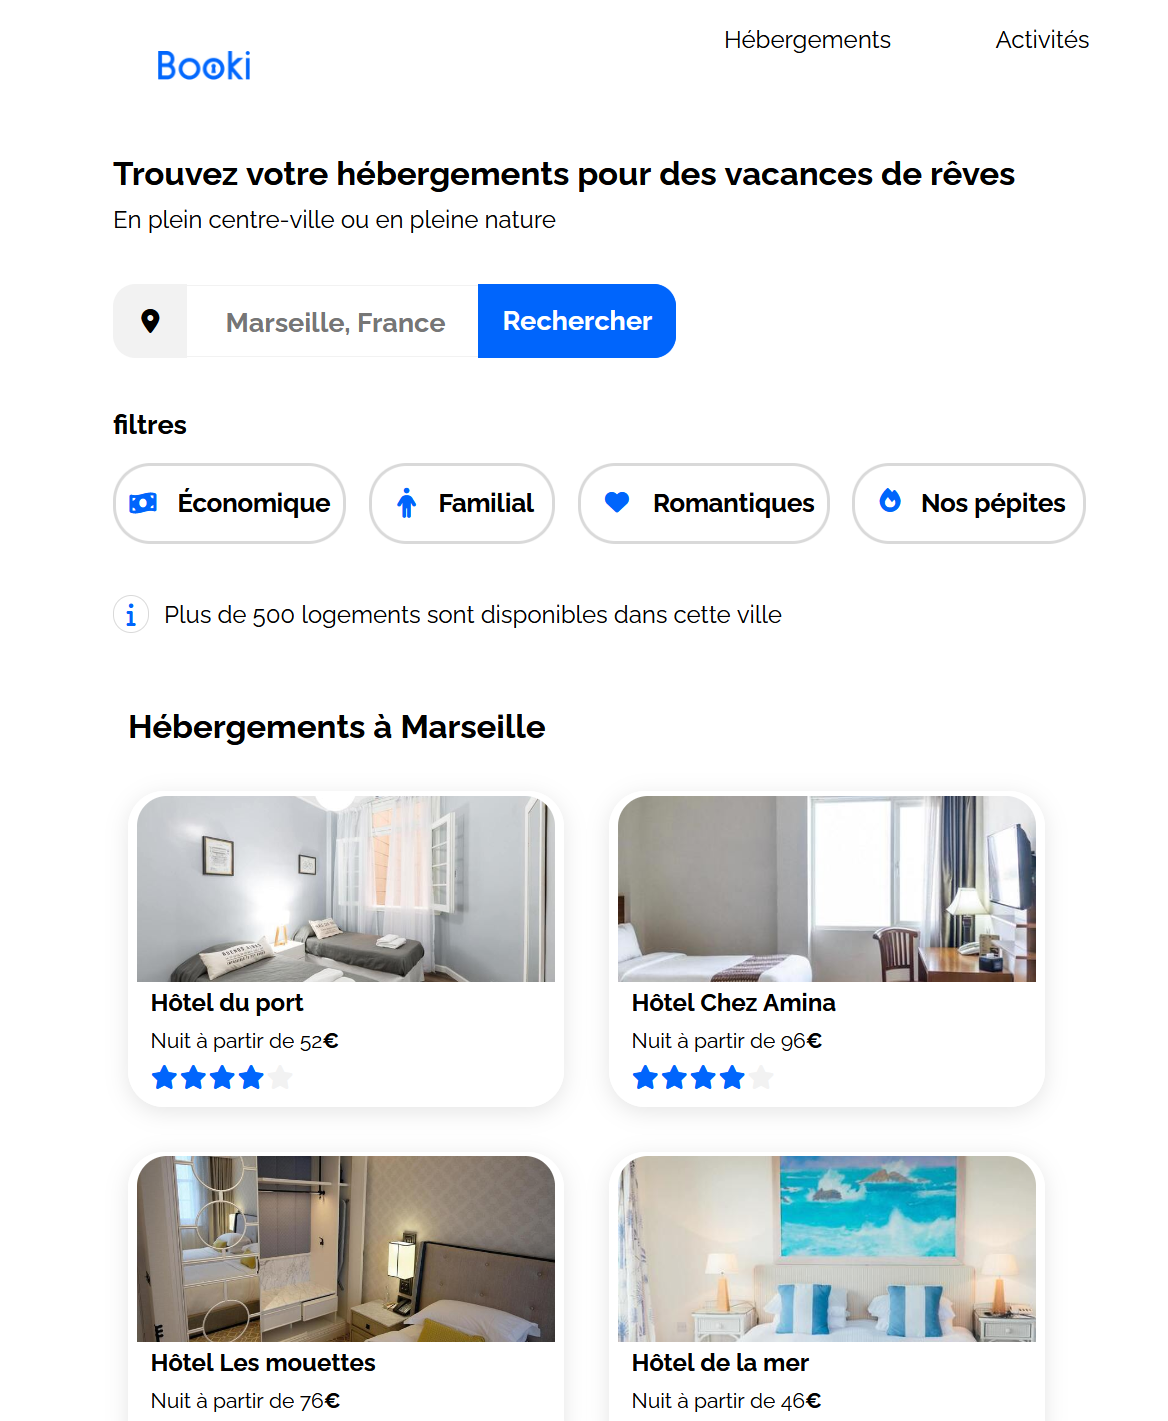 Booki
Hébergements
Activités
Trouvez votre hébergements pour des vacances de rêves
En plein centre-ville ou en pleine nature
Marseille, France
Rechercher
filtres
Économique
Familial
Romantiques
Nos pépites
i Plus de 500 logements sont disponibles dans cette ville
Hébergements à Marseille
BUENOS AIRES
Hôtel du port
Nuit à partir de 52€
Hôtel Chez Amina
Nuit à partir de 96€
Hôtel Les mouettes
Nuit à partir de 76€
Hôtel de la mer
Nuit à partir de 46€